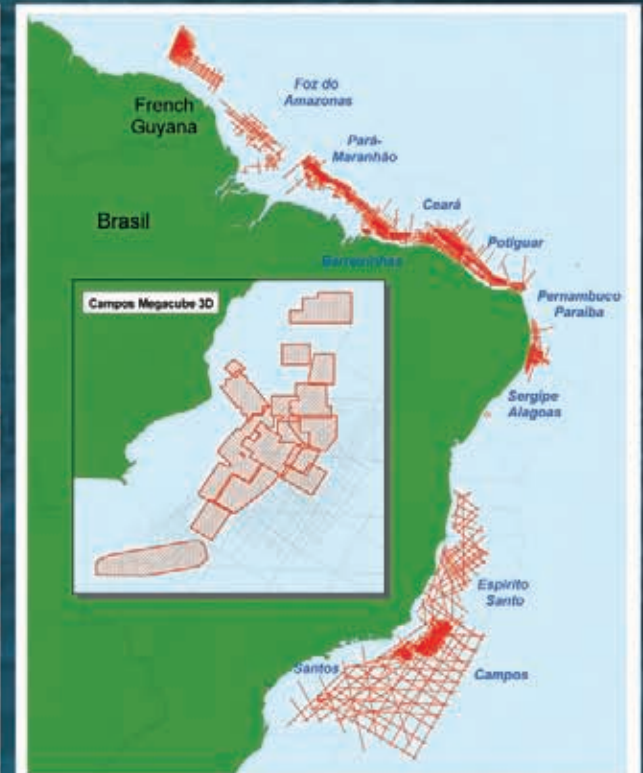 Foz do
Amazonas
French
Guyana
Pará-
Maranhão
Brasil
Ceará
Potiguar
Barreirinhas
Campos Megacube 3D
Pernambuco
Paraiba
Sergipe
Alagoas
Espirito
Santo
Santos
Campos